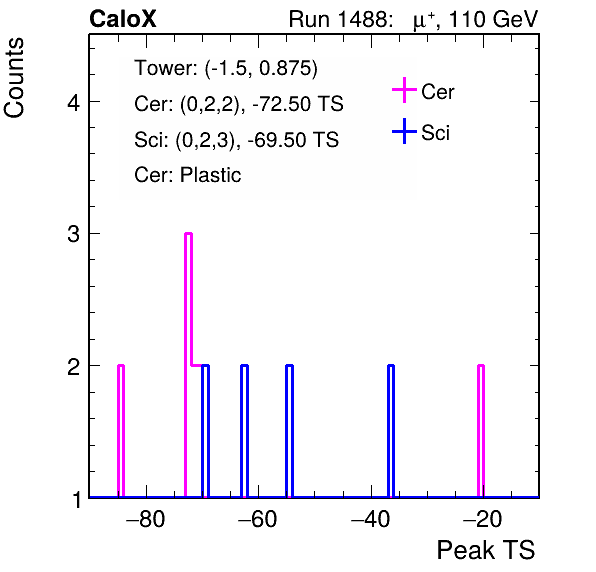 CaloX Run 1488: μ⁺, 110 GeV
Counts
Tower: (-1.5, 0.875)
Cer: (0,2,2), -72.50 TS
Sci: (0,2,3), -69.50 TS
Cer: Plastic
Cer
Sci
4
3
2
1
−80 −60 −40 −20
Peak TS